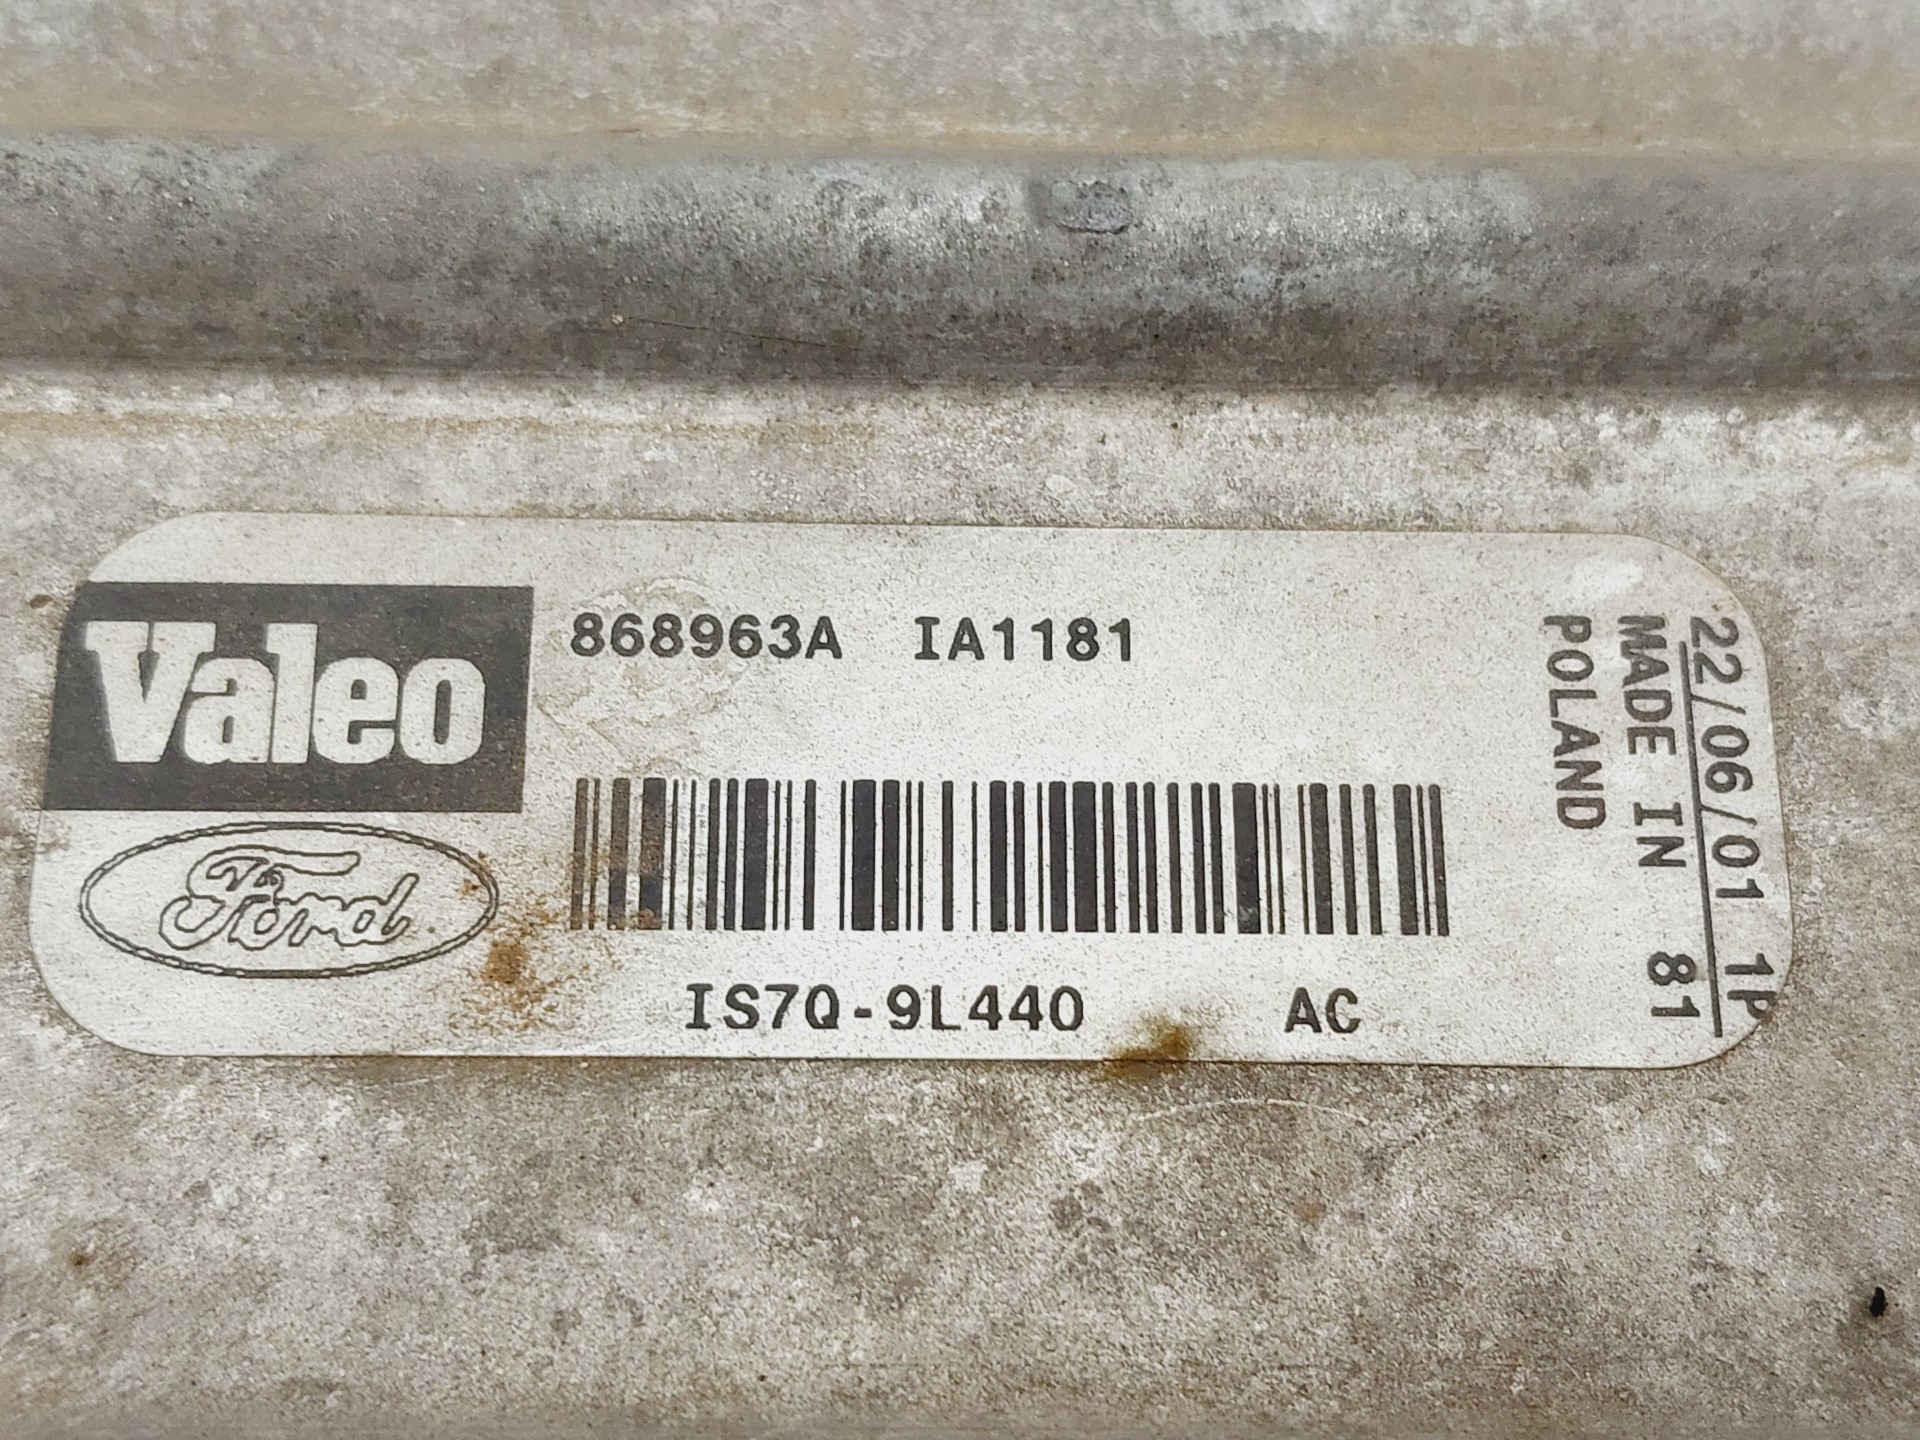 Valeo
868963A IA1181
Ford
IS7Q-9L440 AC
22/06/01 1P
MADE IN 81
POLAND